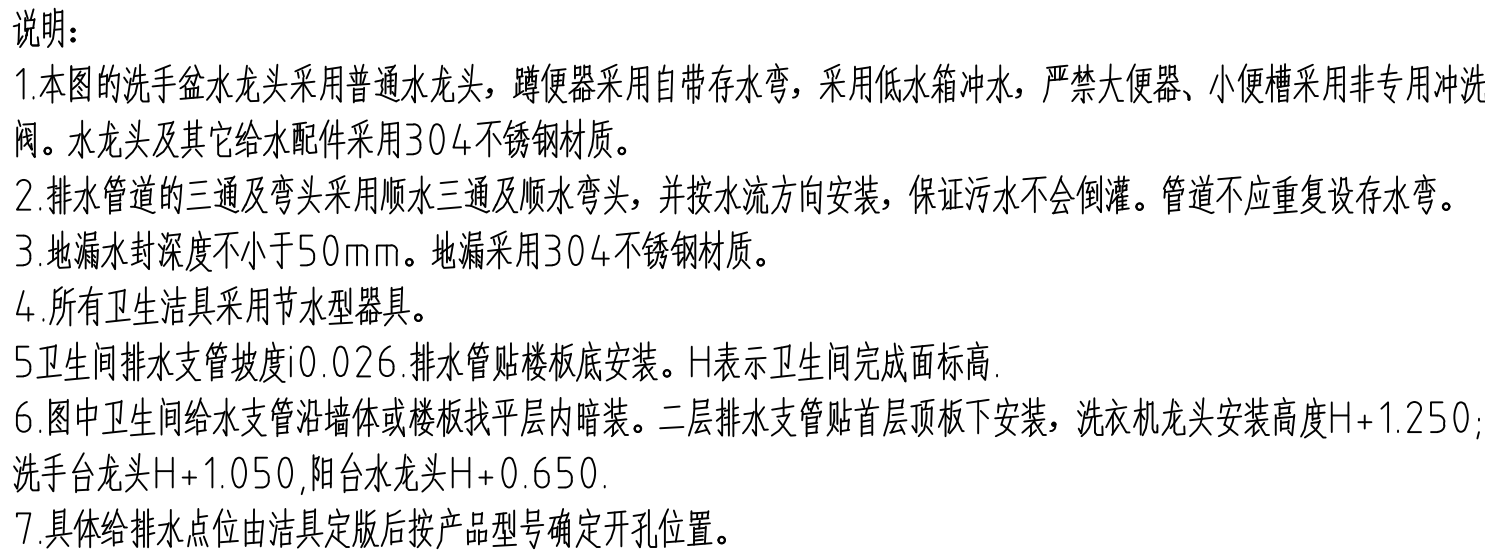 说明：
1.本图的洗手盆水龙头采用普通水龙头，蹲便器采用自带存水弯，采用低水箱冲水，严禁大便器、小便槽采用非专用冲洗
阀。水龙头及其它给水配件采用304不锈钢材质。
2.排水管道的三通及弯头采用顺水三通及顺水弯头，并按水流方向安装，保证污水不会倒灌。管道不应重复设存水弯。
3.地漏水封深度不小于50mm。地漏采用304不锈钢材质。
4.所有卫生洁具采用节水型器具。
5卫生间排水支管坡度i0.026.排水管贴楼板底安装。H表示卫生间完成面标高.
6.图中卫生间给水支管沿墙体或楼板找平层内暗装。二层排水支管贴首层顶板下安装，洗衣机龙头安装高度H+1.250;
洗手台龙头H+1.050,阳台水龙头H+0.650.
7.具体给排水点位由洁具定版后按产品型号确定开孔位置。